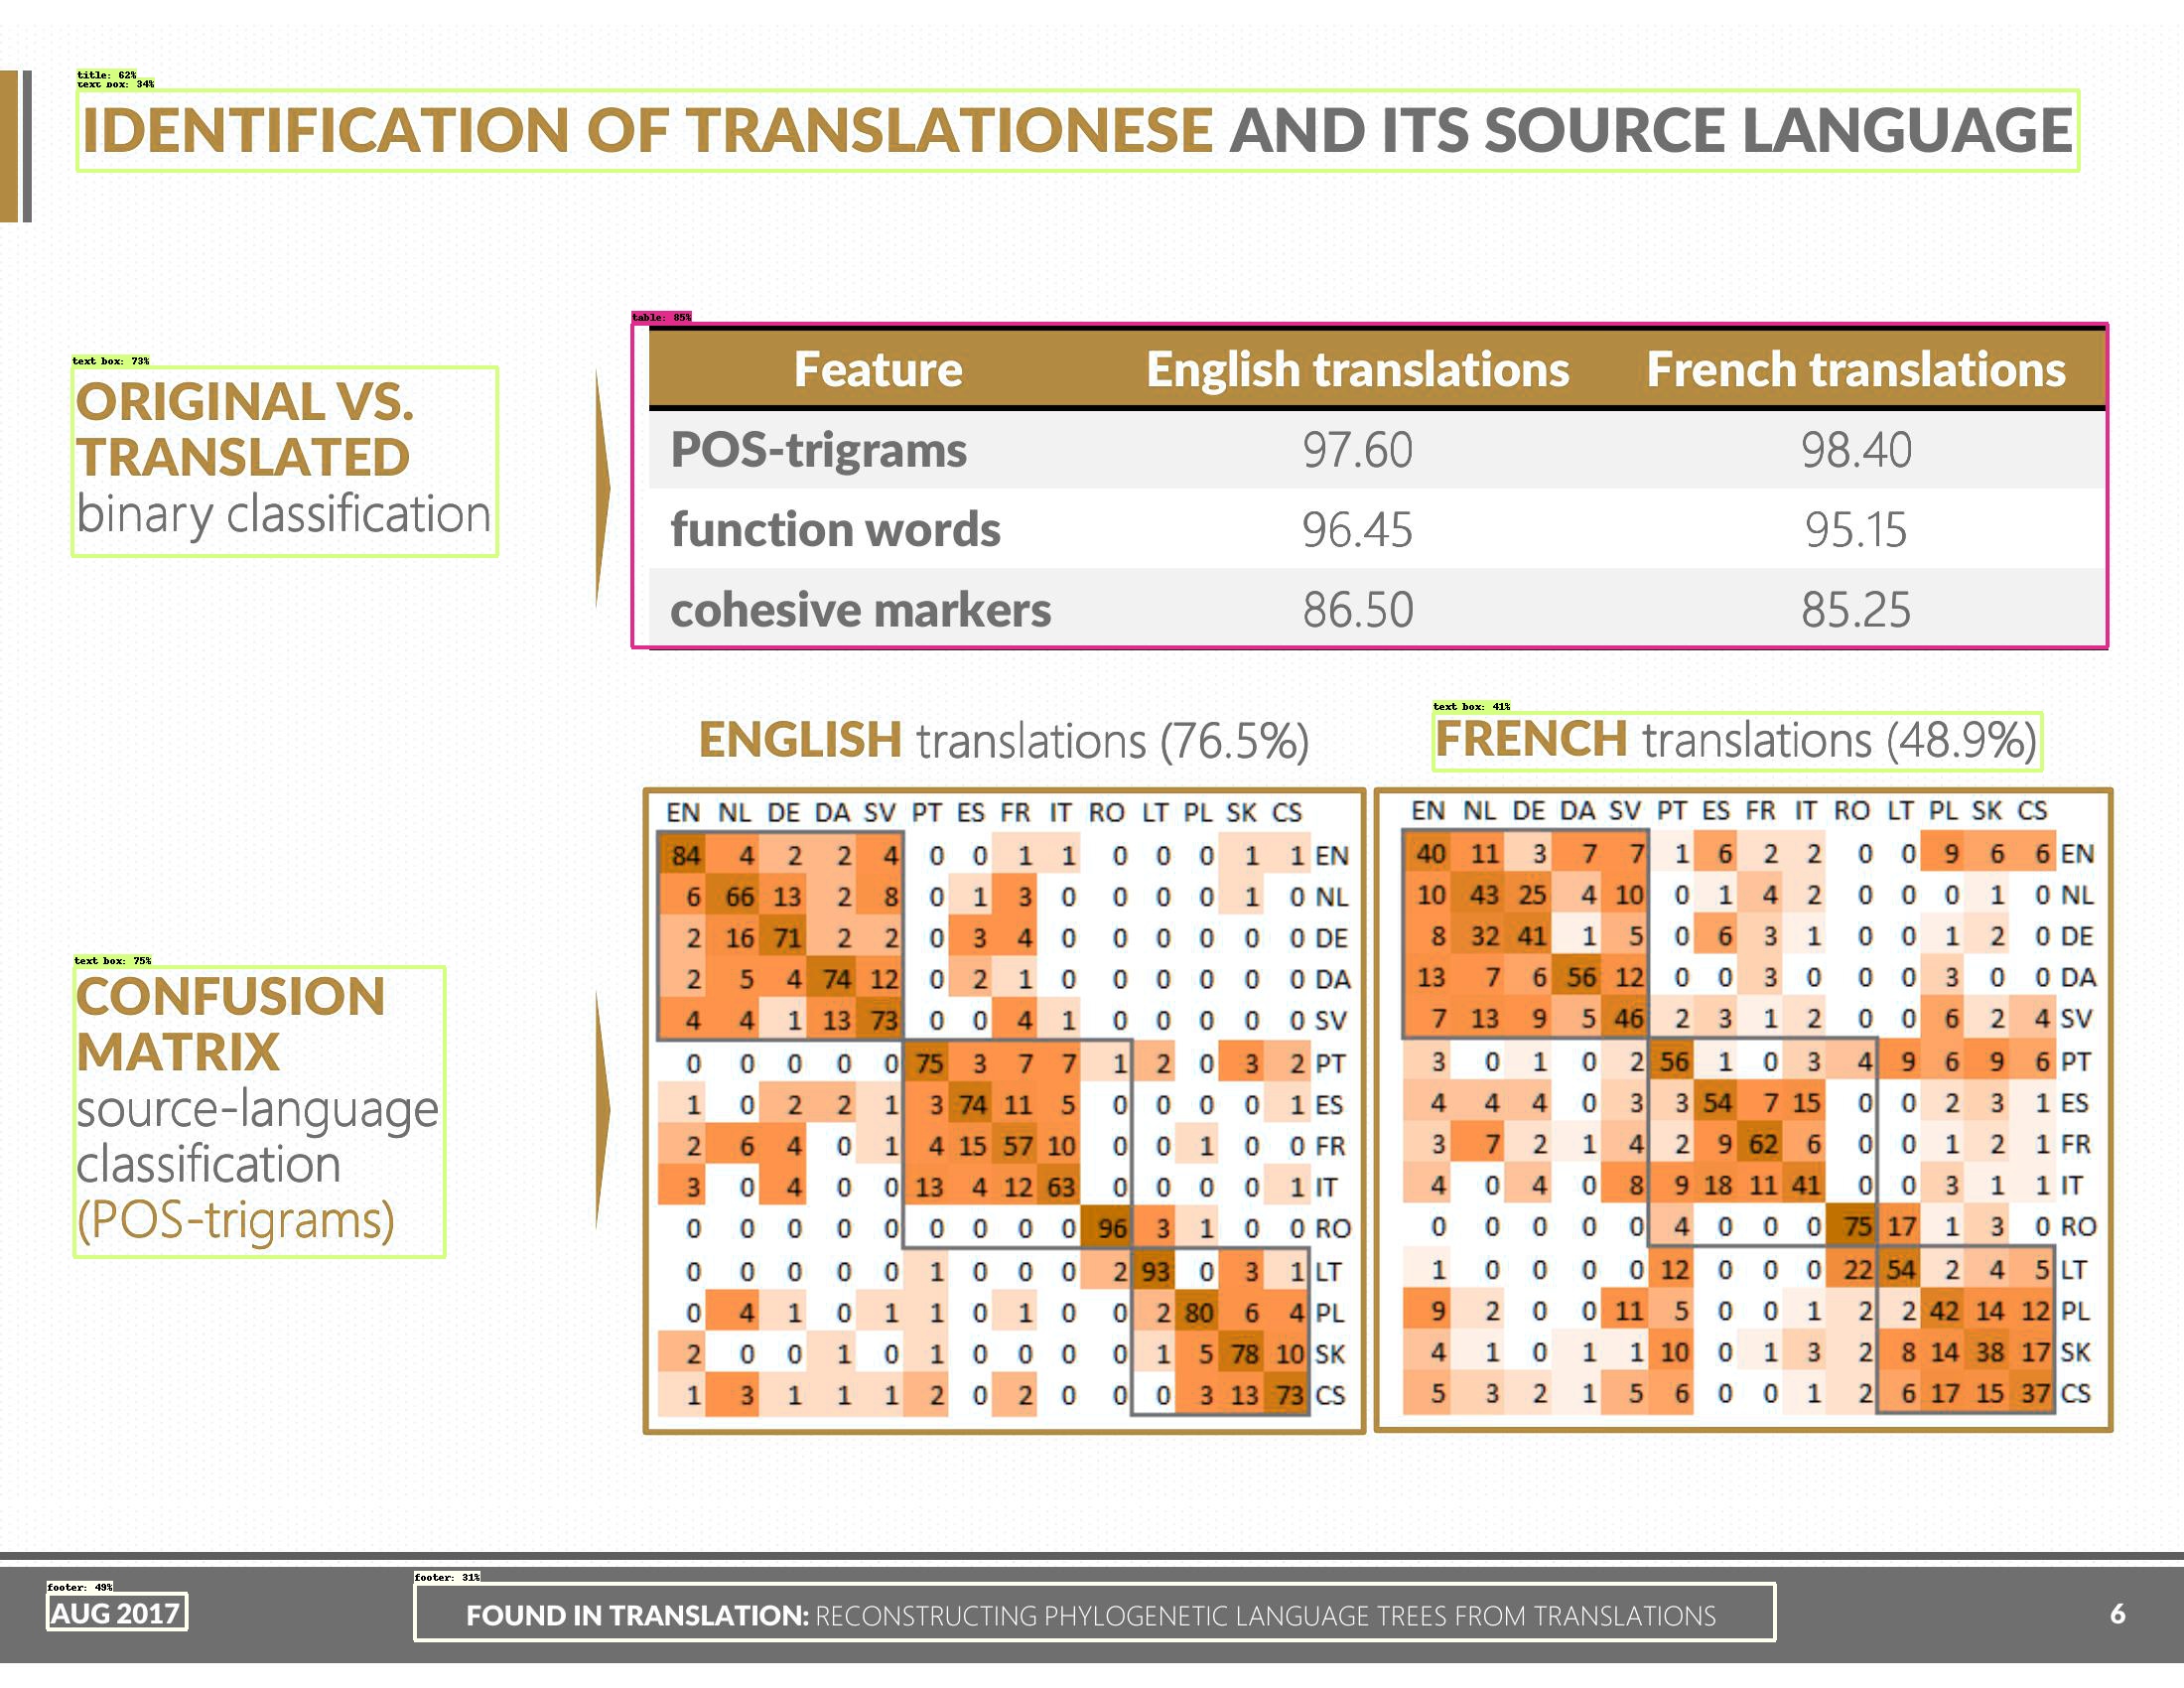 title: 62%
text box: 34%
IDENTIFICATION OF TRANSLATIONESE AND ITS SOURCE LANGUAGE
text box: 73%
ORIGINAL VS.
TRANSLATED
binary classification
table: 85%
Feature English translations French translations
POS-trigrams 97.60 98.40
function words 96.45 95.15
cohesive markers 86.50 85.25
text box: 75%
CONFUSION
MATRIX
source-language
classification
(POS-trigrams)
ENGLISH translations (76.5%)
EN NL DE DA SV PT ES FR IT RO LT PL SK CS
84 4 2 2 4 0 0 1 1 0 0 0 1 1 EN
6 66 13 2 8 0 1 3 0 0 0 0 1 0 NL
2 16 71 2 2 0 3 4 0 0 0 0 0 0 DE
2 5 4 74 12 0 2 1 0 0 0 0 0 0 DA
4 4 1 13 73 0 0 4 1 0 0 0 0 0 SV
0 0 0 0 0 75 3 7 7 1 2 0 3 2 PT
1 0 2 2 1 3 74 11 5 0 0 0 0 1 ES
2 6 4 0 1 4 15 57 10 0 0 1 0 0 FR
3 0 4 0 0 13 4 12 63 0 0 0 0 1 IT
0 0 0 0 0 0 0 0 0 96 3 1 0 0 RO
0 0 0 0 0 1 0 0 0 2 93 0 3 1 LT
0 4 1 0 1 1 0 1 0 0 2 80 6 4 PL
2 0 0 1 0 1 0 0 0 0 1 5 78 10 SK
1 3 1 1 1 2 0 2 0 0 0 3 13 73 CS
text box: 41%
FRENCH translations (48.9%)
EN NL DE DA SV PT ES FR IT RO LT PL SK CS
40 11 3 7 7 1 6 2 2 0 0 9 6 6 EN
10 43 25 4 10 0 1 4 2 0 0 0 1 0 NL
8 32 41 1 5 0 6 3 1 0 0 1 2 0 DE
13 7 6 56 12 0 0 3 0 0 0 3 0 0 DA
7 13 9 5 46 2 3 1 2 0 0 6 2 4 SV
3 0 1 0 2 56 1 0 3 4 9 6 9 6 PT
4 4 4 0 3 3 54 7 15 0 0 2 3 1 ES
3 7 2 1 4 2 9 62 6 0 0 1 2 1 FR
4 0 4 0 8 9 18 11 41 0 0 3 1 1 IT
0 0 0 0 0 4 0 0 0 75 17 1 3 0 RO
1 0 0 0 0 12 0 0 0 22 54 2 4 5 LT
9 2 0 0 11 5 0 0 1 2 2 42 14 12 PL
4 1 0 1 1 10 0 1 3 2 8 14 38 17 SK
5 3 2 1 5 6 0 0 1 2 6 17 15 37 CS
footer: 49%
AUG 2017
footer: 31%
FOUND IN TRANSLATION: RECONSTRUCTING PHYLOGENETIC LANGUAGE TREES FROM TRANSLATIONS
6